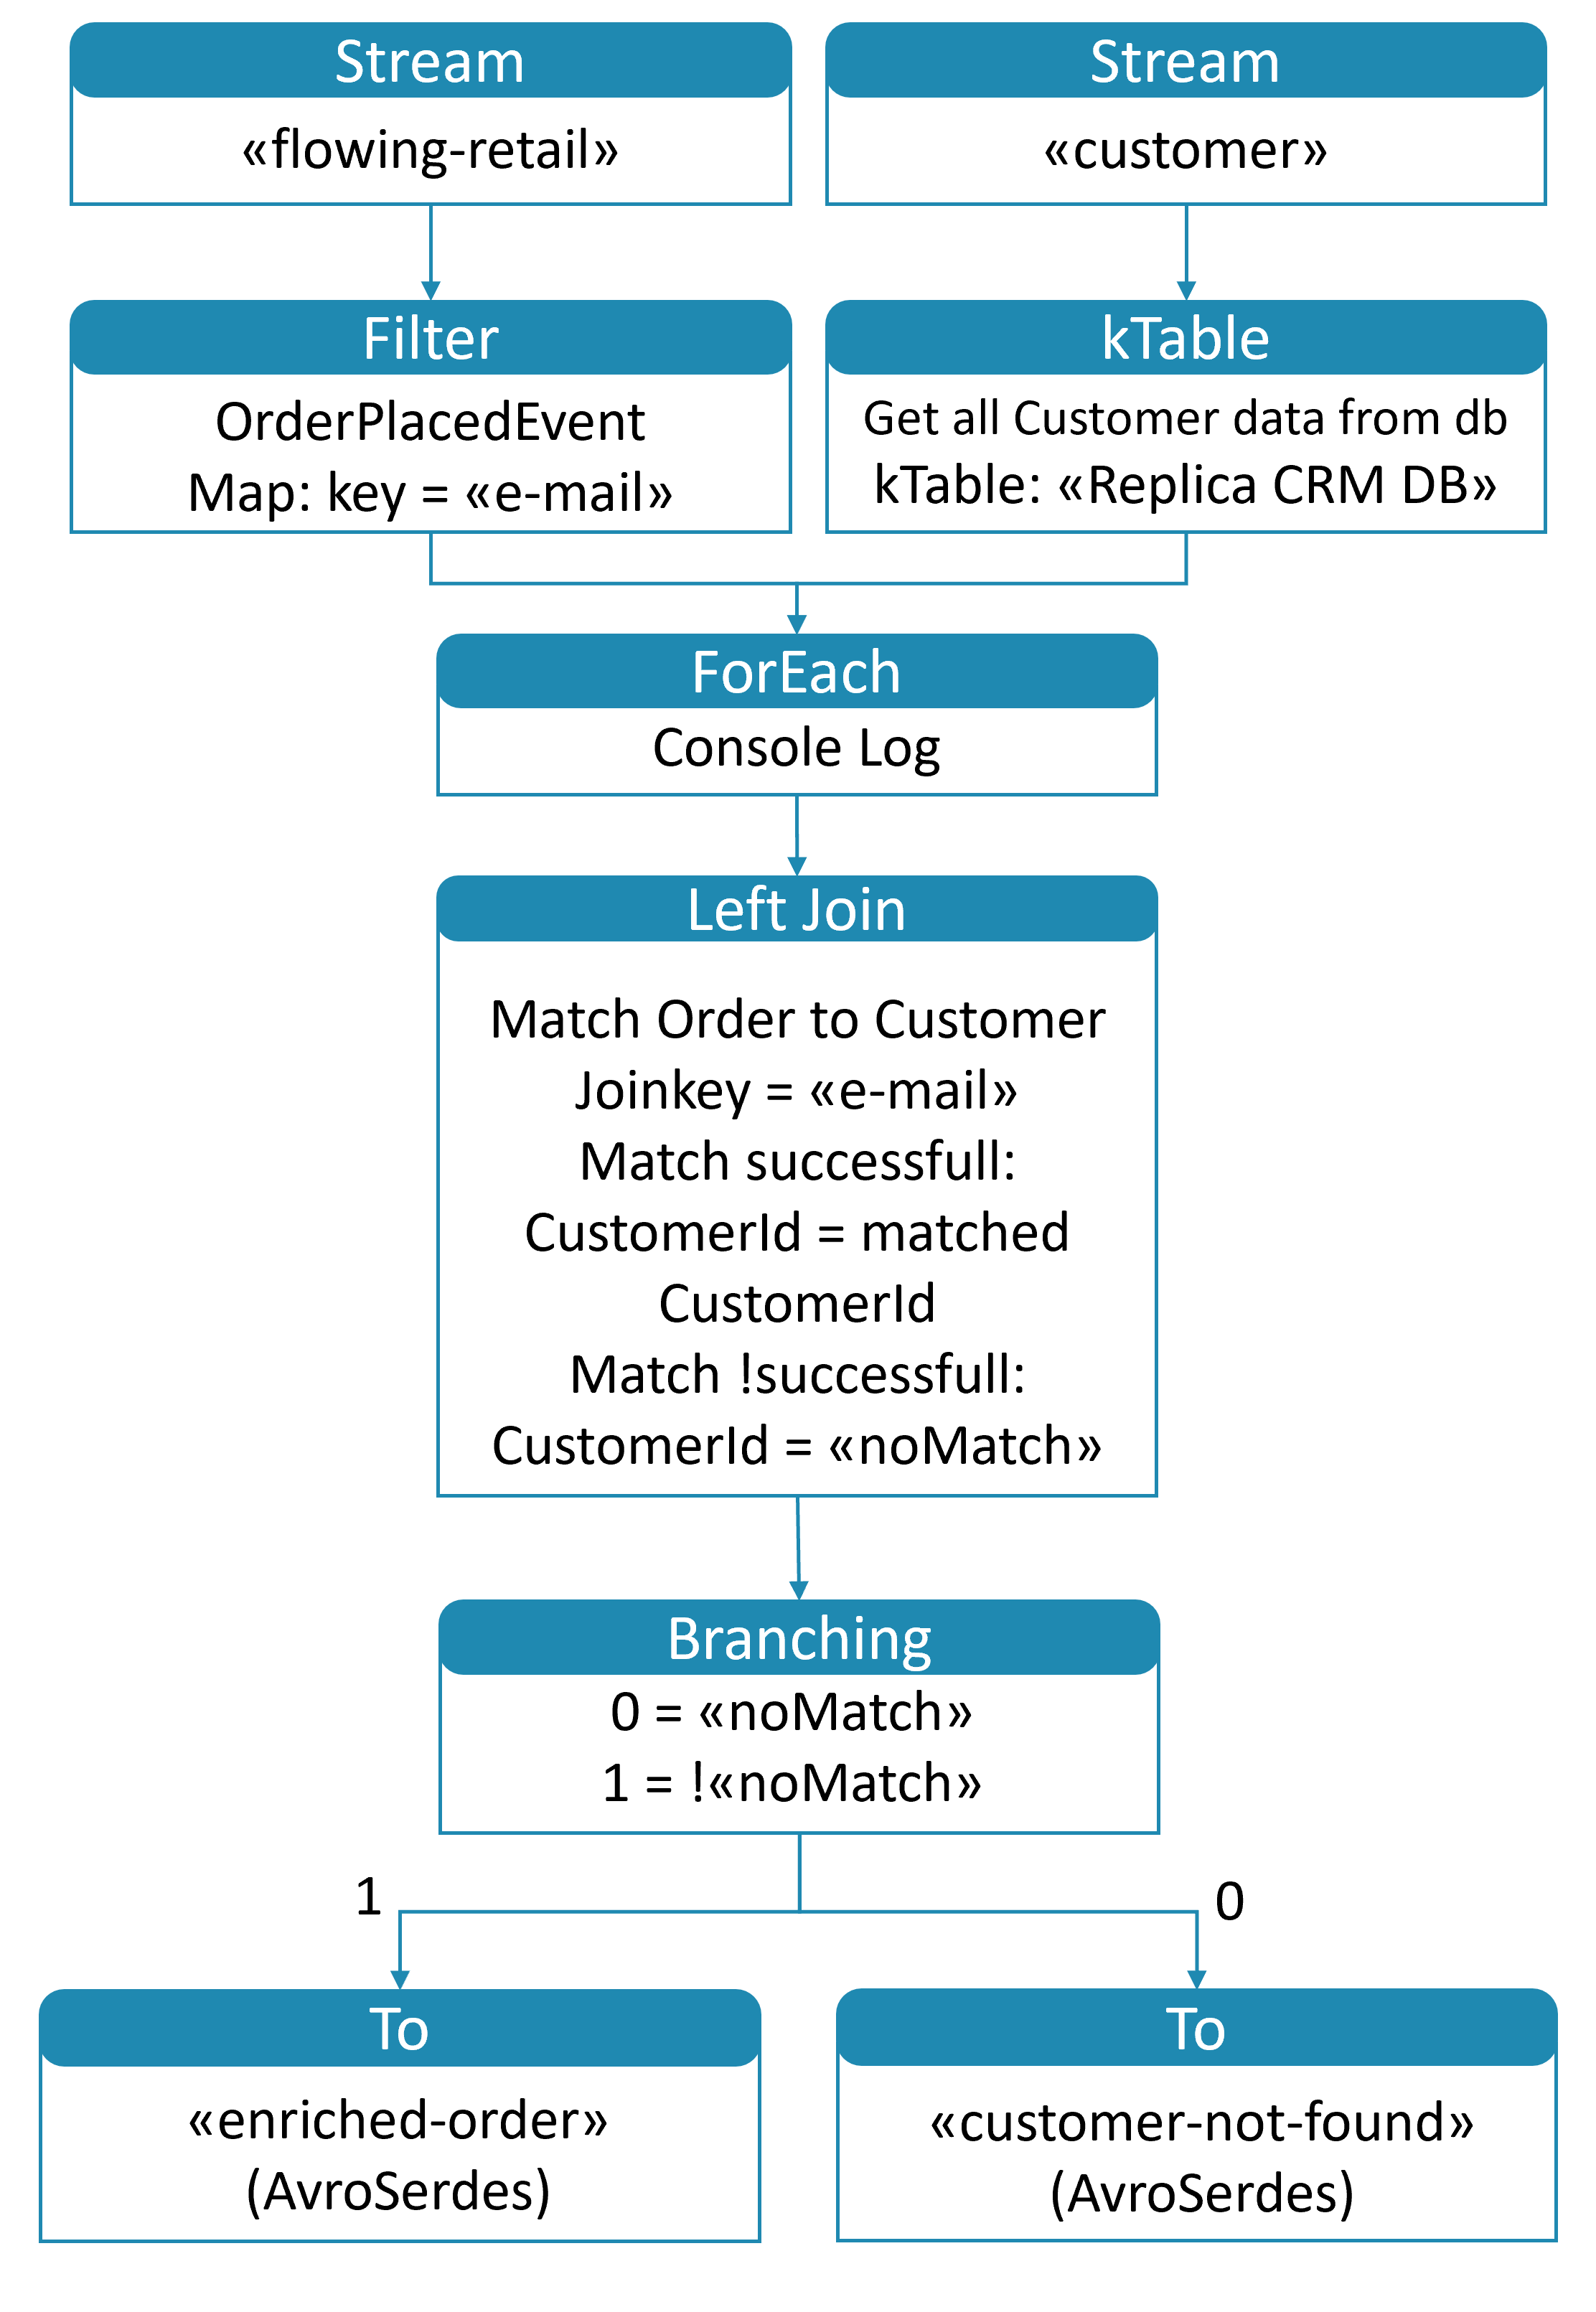 Stream
«flowing-retail»
Stream
«customer»
Filter
OrderPlacedEvent
Map: key = «e-mail»
kTable
Get all Customer data from db
kTable: «Replica CRM DB»
ForEach
Console Log
Left Join
Match Order to Customer
Joinkey = «e-mail»
Match successfull:
CustomerId = matched
CustomerId
Match !successfull:
CustomerId = «noMatch»
Branching
0 = «noMatch»
1 = !«noMatch»
1
0
To
«enriched-order»
(AvroSerdes)
To
«customer-not-found»
(AvroSerdes)